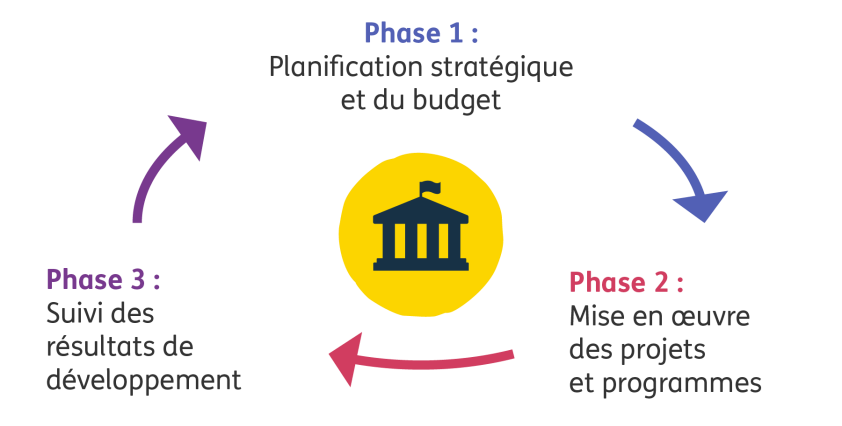 Phase 1 :
Planification stratégique
et du budget
Phase 2 :
Mise en œuvre
des projets
et programmes
Phase 3 :
Suivi des
résultats de
développement